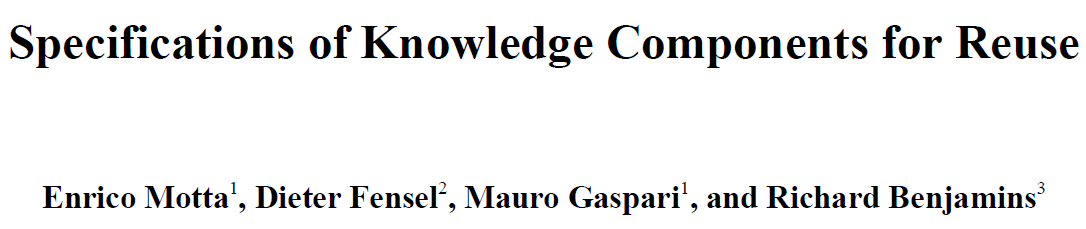 Specifications of Knowledge Components for Reuse
Enrico Motta¹, Dieter Fensel², Mauro Gaspari¹, and Richard Benjamins³